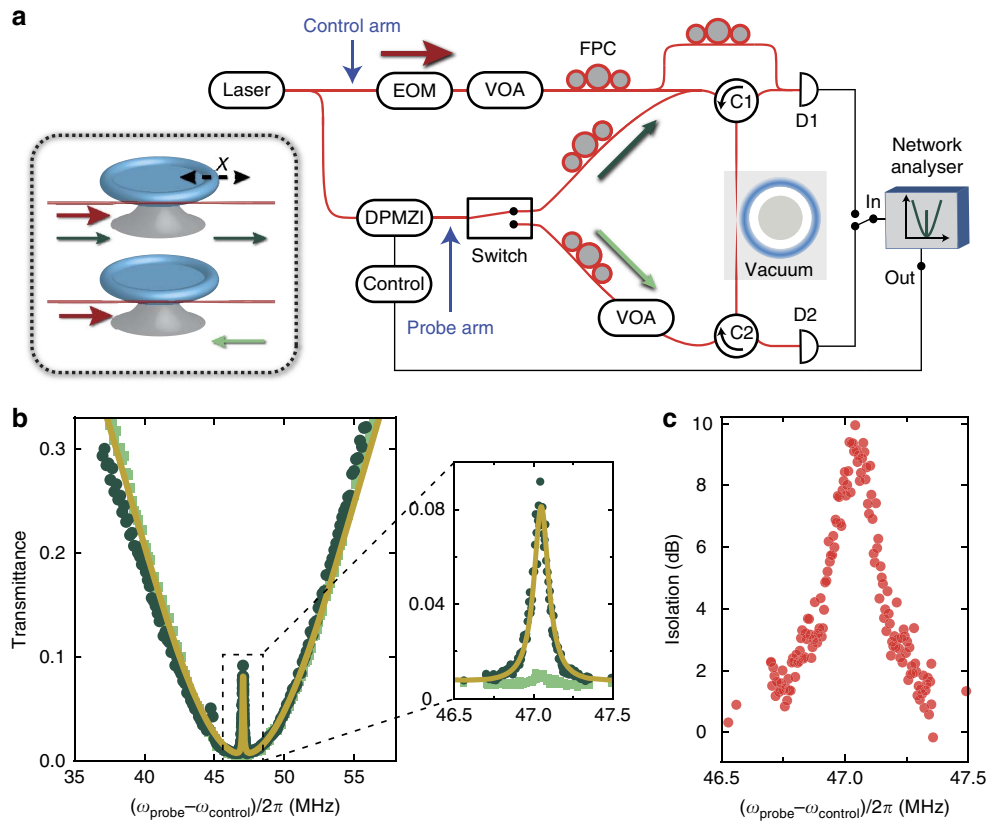 a
Control arm
FPC
Laser
EOM
VOA
C1
D1
Network
analyser
X
In
DPMZI
Switch
Vacuum
Out
Control
Probe arm
VOA
C2
D2
b
c
0.3
0.2
0.1
0.0
Transmittance
35 40 45 50 55
(ωprobe–ωcontrol)/2π (MHz)
0.08
0.04
0
46.5 47.0 47.5
10
8
6
4
2
0
Isolation (dB)
46.5 47.0 47.5
(ωprobe–ωcontrol)/2π (MHz)